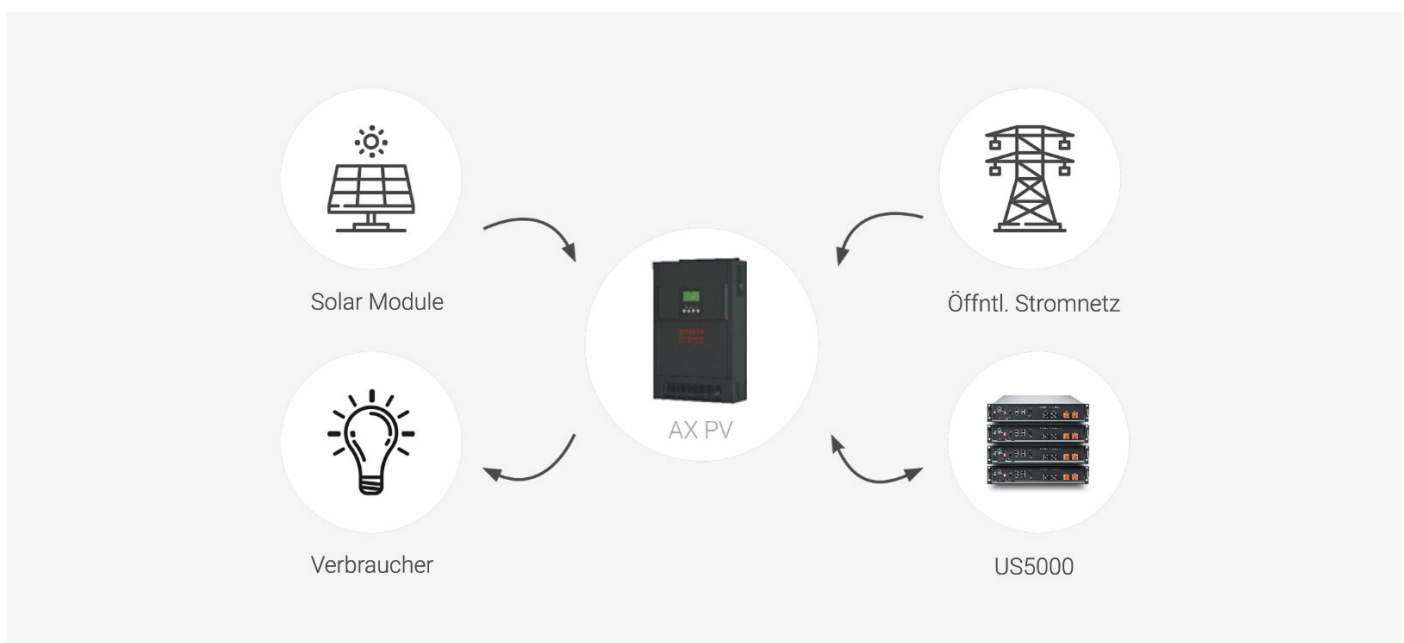 Solar Module
Öffntl. Stromnetz
AX PV
Verbraucher
US5000